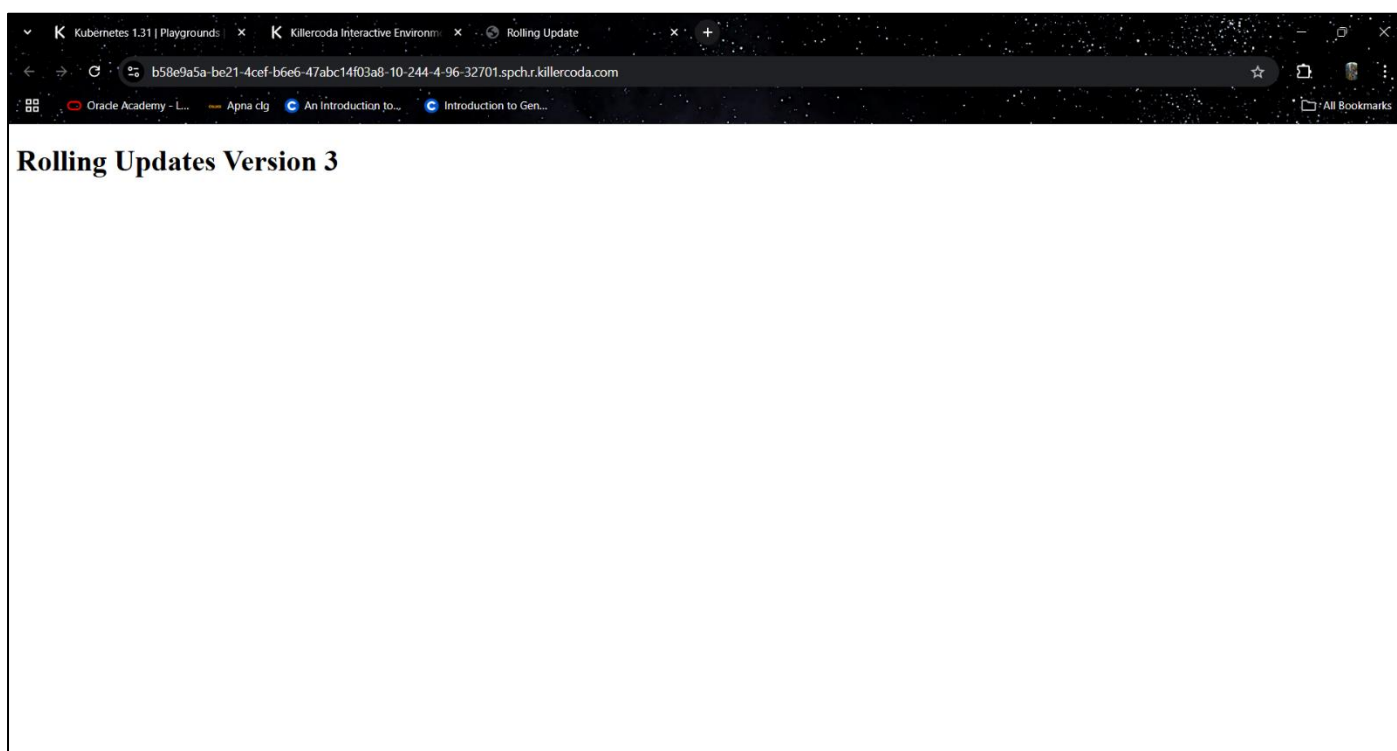 Kubernetes 1.31 | Playgrounds
Killercoda Interactive Environm
Rolling Update
b58e9a5a-be21-4cef-b6e6-47abc14f03a8-10-244-4-96-32701.spch.r.killercoda.com
Oracle Academy - L...
Apna clg
An Introduction to...
Introduction to Gen...
All Bookmarks
Rolling Updates Version 3